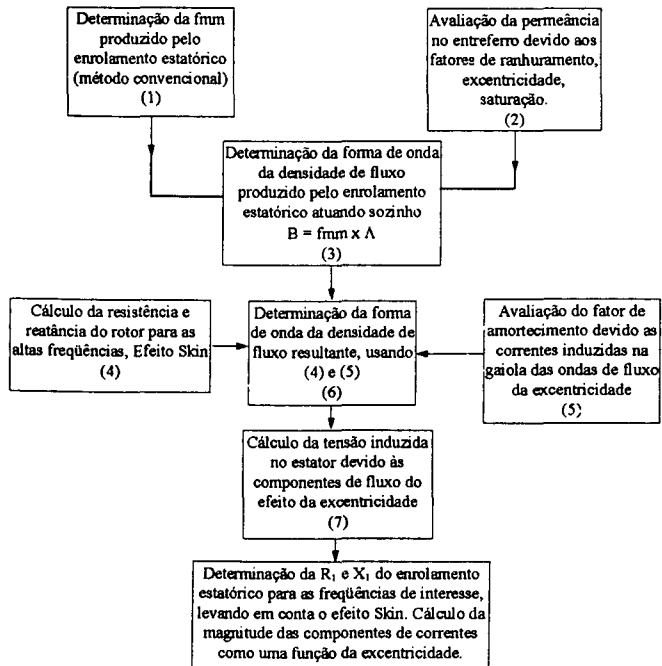 Determinação da fmm
produzido pelo
enrolamento estatórico
(método convencional)
(1)
Avaliação da permeância
no entreferro devido aos
fatores de ranhuramento,
excentricidade,
saturação.
(2)
Determinação da forma de onda
da densidade de fluxo
produzido pelo enrolamento
estatórico atuando sozinho
B = fmm x Λ
(3)
Cálculo da resistência e
reatância do rotor para as
altas freqüências, Efeito Skin
(4)
Determinação da forma
de onda da densidade de
fluxo resultante, usando
(4) e (5)
(6)
Avaliação do fator de
amortecimento devido as
correntes induzidas na
gaiola das ondas de fluxo
da excentricidade
(5)
Cálculo da tensão induzida
no estator devido às
componentes de fluxo do
efeito da excentricidade
(7)
Determinação da R₁ e X₁ do enrolamento
estatórico para as freqüências de interesse,
levando em conta o efeito Skin. Cálculo da
magnitude das componentes de correntes
como uma função da excentricidade.